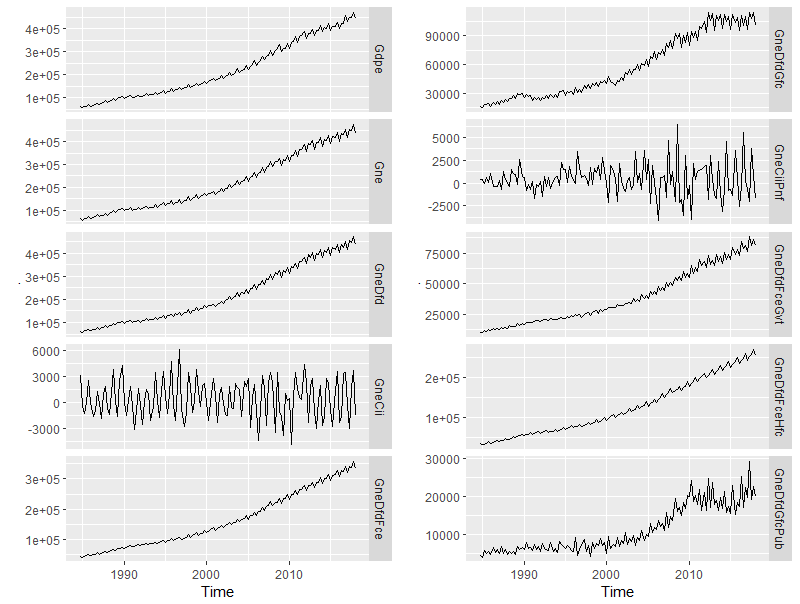 4e+05
3e+05
2e+05
1e+05
Gdpe
4e+05
3e+05
2e+05
1e+05
Gne
4e+05
3e+05
2e+05
1e+05
GneDfd
6000
3000
0
-3000
GneCii
3e+05
2e+05
1e+05
GneDfdFce
1990
2000
2010
Time
90000
60000
30000
GneDfdGfc
5000
2500
0
-2500
GneCiiPnf
75000
50000
25000
GneDfdFceGvt
2e+05
1e+05
GneDfdFceHfc
30000
20000
10000
GneDfdGfcPub
1990
2000
2010
Time